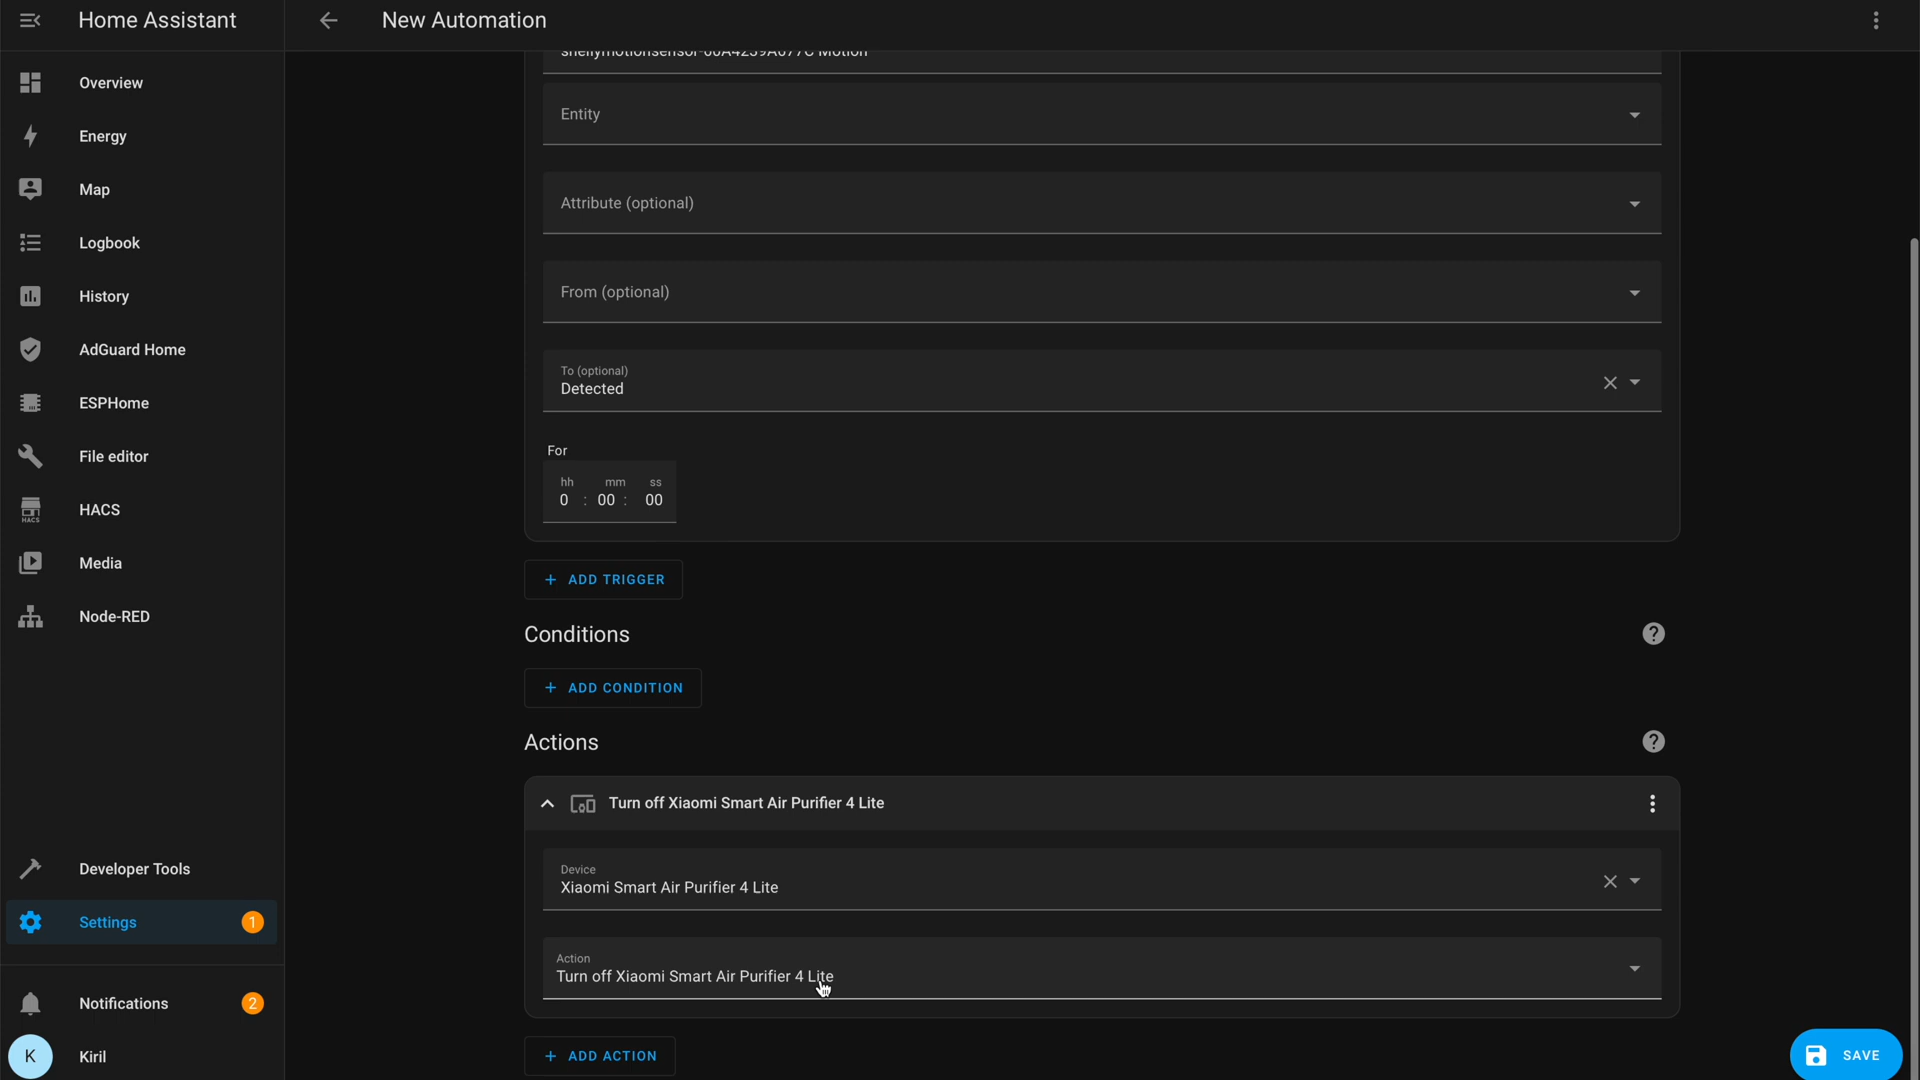 Home Assistant
New Automation
Overview
Energy
Map
Logbook
History
AdGuard Home
ESPHome
File editor
HACS
HACS
Media
Node-RED
Developer Tools
Settings
1
Notifications
2
K
Kiril
Motion
Entity
Attribute (optional)
From (optional)
To (optional)
Detected
For
hh mm ss
0 : 00 : 00
ADD TRIGGER
Conditions
ADD CONDITION
Actions
Turn off Xiaomi Smart Air Purifier 4 Lite
Device
Xiaomi Smart Air Purifier 4 Lite
Action
Turn off Xiaomi Smart Air Purifier 4 Lite
ADD ACTION
SAVE